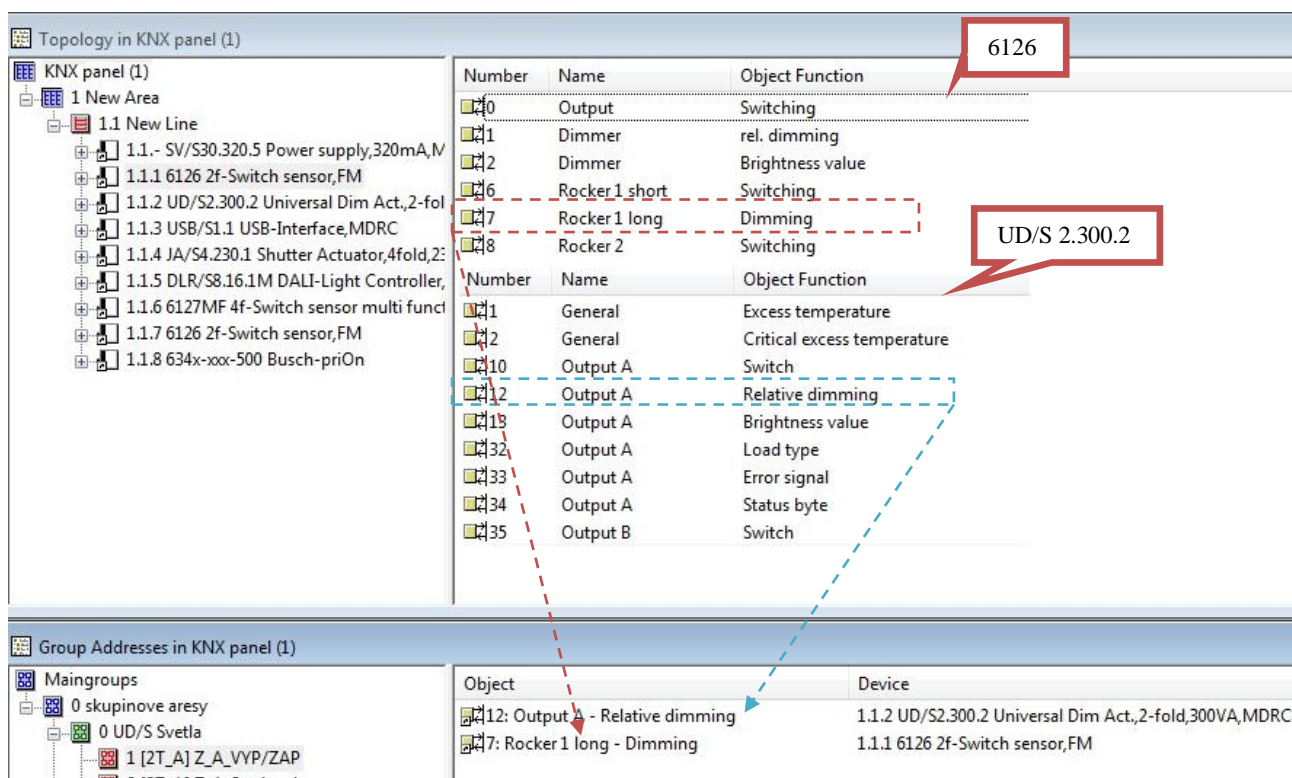 Topology in KNX panel (1)
6126
KNX panel (1)
1 New Area
1.1 New Line
1.1.- SV/S30.320.5 Power supply,320mA,M
1.1.1 6126 2f-Switch sensor,FM
1.1.2 UD/S2.300.2 Universal Dim Act.,2-fol
1.1.3 USB/S1.1 USB-Interface,MDRC
1.1.4 JA/S4.230.1 Shutter Actuator,4fold,23
1.1.5 DLR/S8.16.1M DALI-Light Controller,
1.1.6 6127MF 4f-Switch sensor multi funct
1.1.7 6126 2f-Switch sensor,FM
1.1.8 634x-xxx-500 Busch-priOn
Number Name Object Function
0 Output Switching
1 Dimmer rel. dimming
2 Dimmer Brightness value
6 Rocker 1 short Switching
7 Rocker 1 long Dimming
8 Rocker 2 Switching
UD/S 2.300.2
Number Name Object Function
1 General Excess temperature
2 General Critical excess temperature
10 Output A Switch
12 Output A Relative dimming
13 Output A Brightness value
32 Output A Load type
33 Output A Error signal
34 Output A Status byte
35 Output B Switch
Group Addresses in KNX panel (1)
Maingroups
0 skupinove aresy
0 UD/S Svetla
1 [2T_A] Z_A_VYP/ZAP
Object Device
12: Output A - Relative dimming 1.1.2 UD/S2.300.2 Universal Dim Act.,2-fold,300VA,MDRC
7: Rocker 1 long - Dimming 1.1.1 6126 2f-Switch sensor,FM